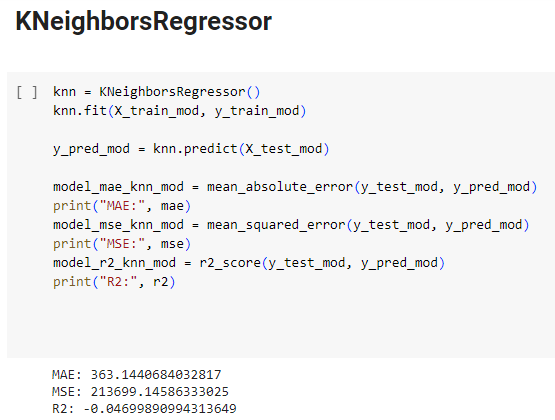 KNeighborsRegressor
[ ] knn = KNeighborsRegressor()
knn.fit(X_train_mod, y_train_mod)
y_pred_mod = knn.predict(X_test_mod)
model_mae_knn_mod = mean_absolute_error(y_test_mod, y_pred_mod)
print("MAE:", mae)
model_mse_knn_mod = mean_squared_error(y_test_mod, y_pred_mod)
print("MSE:", mse)
model_r2_knn_mod = r2_score(y_test_mod, y_pred_mod)
print("R2:", r2)
MAE: 363.1440684032817
MSE: 213699.14586333025
R2: -0.04699890994313649